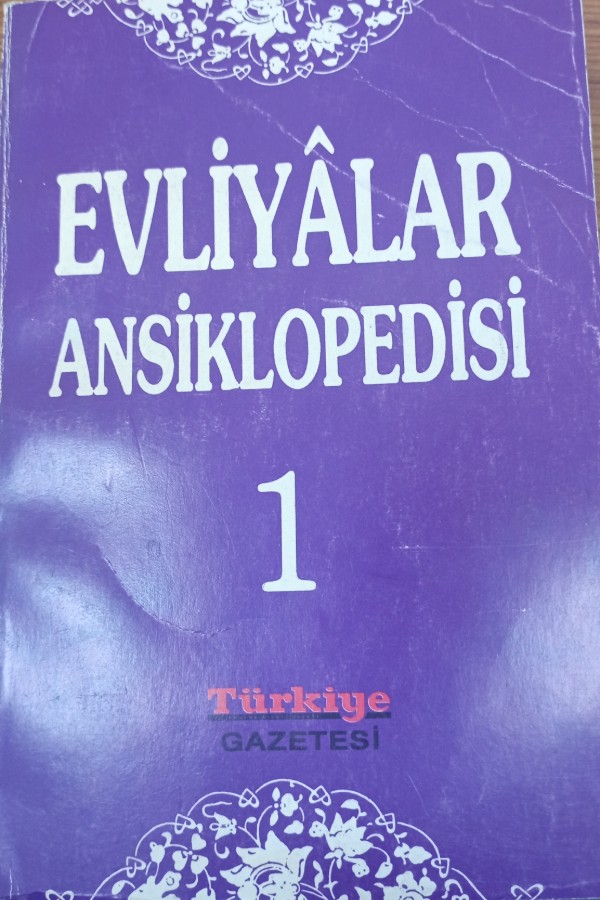 EVLİYÂLAR
ANSİKLOPEDİSİ
1
Türkiye
GAZETESİ